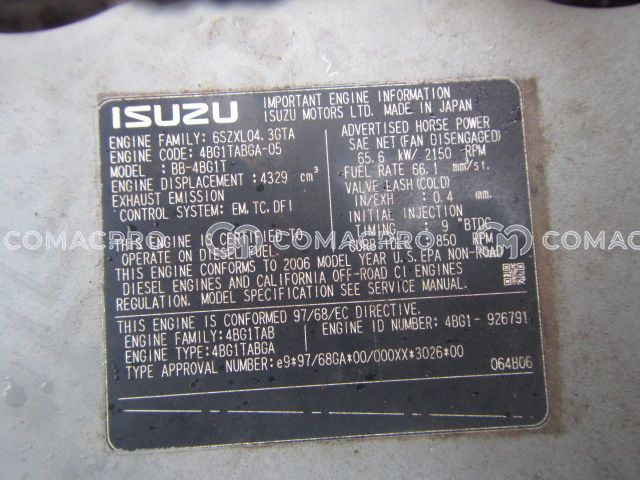 ISUZU
IMPORTANT ENGINE INFORMATION
ISUZU MOTORS LTD. MADE IN JAPAN
ENGINE FAMILY: 6SZXL04.3GTA
ENGINE CODE: 4BG1TABGA-05
MODEL : BB-4BG1T
ENGINE DISPLACEMENT: 4329 cm³
EXHAUST EMISSION
CONTROL SYSTEM: EM, TC, DFI
ADVERTISED HORSE POWER
SAE NET (FAN DISENGAGED)
65.6 kW/2150 RPM
FUEL RATE 66.1 mm³/st.
VALVE LASH (COLD)
IN/EXH : 0.4 mm
INITIAL INJECTION
TIMING : 9 °BTDC
850 RPM
THIS ENGINE IS CERTIFIED TO
OPERATE ON DIESEL FUEL.
THIS ENGINE CONFORMS TO 2006 MODEL YEAR U.S. EPA NON-ROAD
DIESEL ENGINES AND CALIFORNIA OFF-ROAD CI ENGINES
REGULATION. MODEL SPECIFICATION SEE SERVICE MANUAL.
THIS ENGINE IS CONFORMED 97/68/EC DIRECTIVE.
ENGINE FAMILY: 4BG1TAB
ENGINE ID NUMBER: 4BG1- 926791
ENGINE TYPE: 4BG1TABGA
TYPE APPROVAL NUMBER: e9*97/68GA*00/000XX*3026*00
064B06
COMACPRO COMACPRO COMACPRO